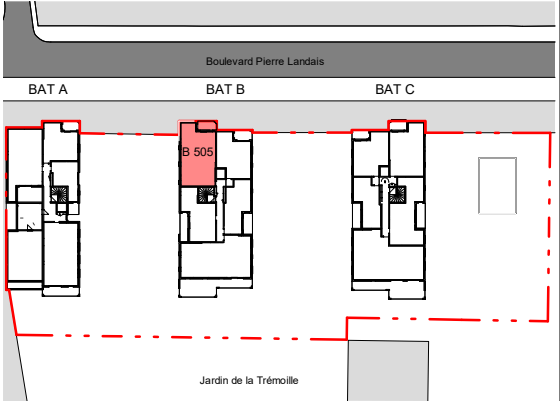 Boulevard Pierre Landais
BAT A
BAT B
BAT C
B 505
Jardin de la Trémoille